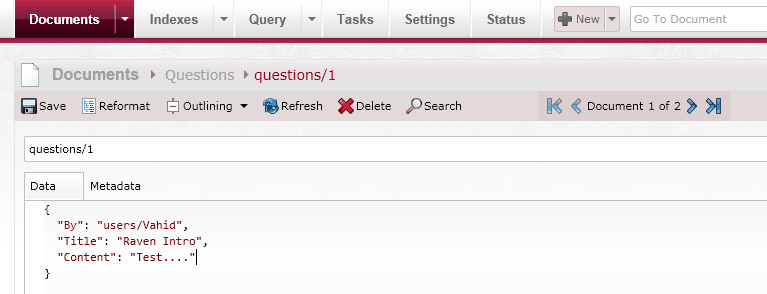 Documents Indexes Query Tasks Settings Status New Go To Document
Documents Questions questions/1
Save Reformat Outlining Refresh Delete Search Document 1 of 2
questions/1
Data Metadata
{
"By": "users/Vahid",
"Title": "Raven Intro",
"Content": "Test...."
}